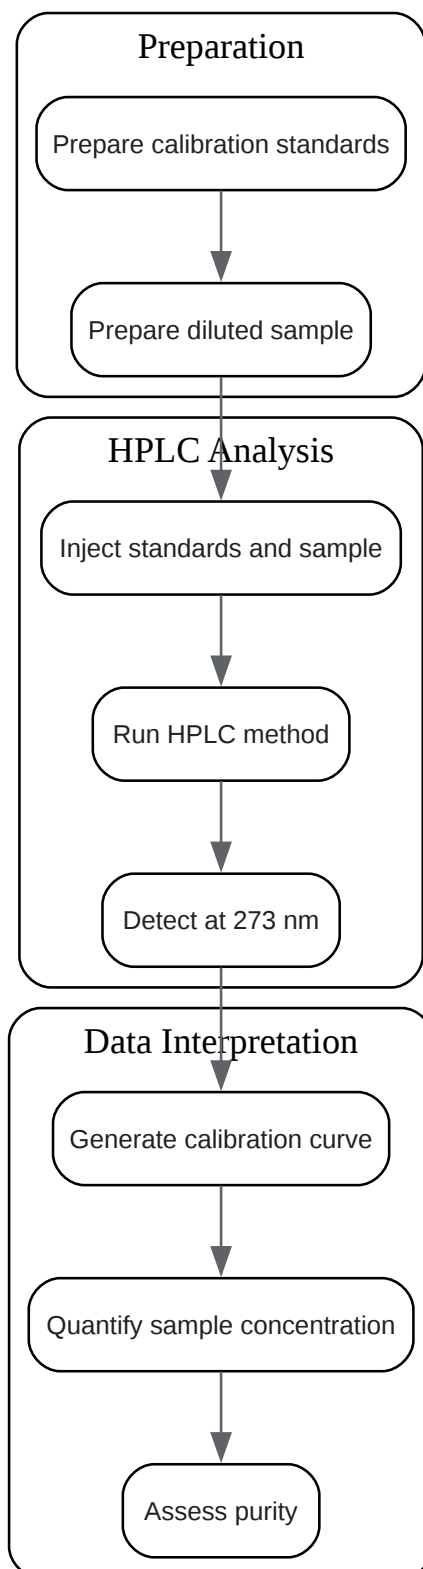 Preparation
Prepare calibration standards
Prepare diluted sample
HPLC Analysis
Inject standards and sample
Run HPLC method
Detect at 273 nm
Data Interpretation
Generate calibration curve
Quantify sample concentration
Assess purity